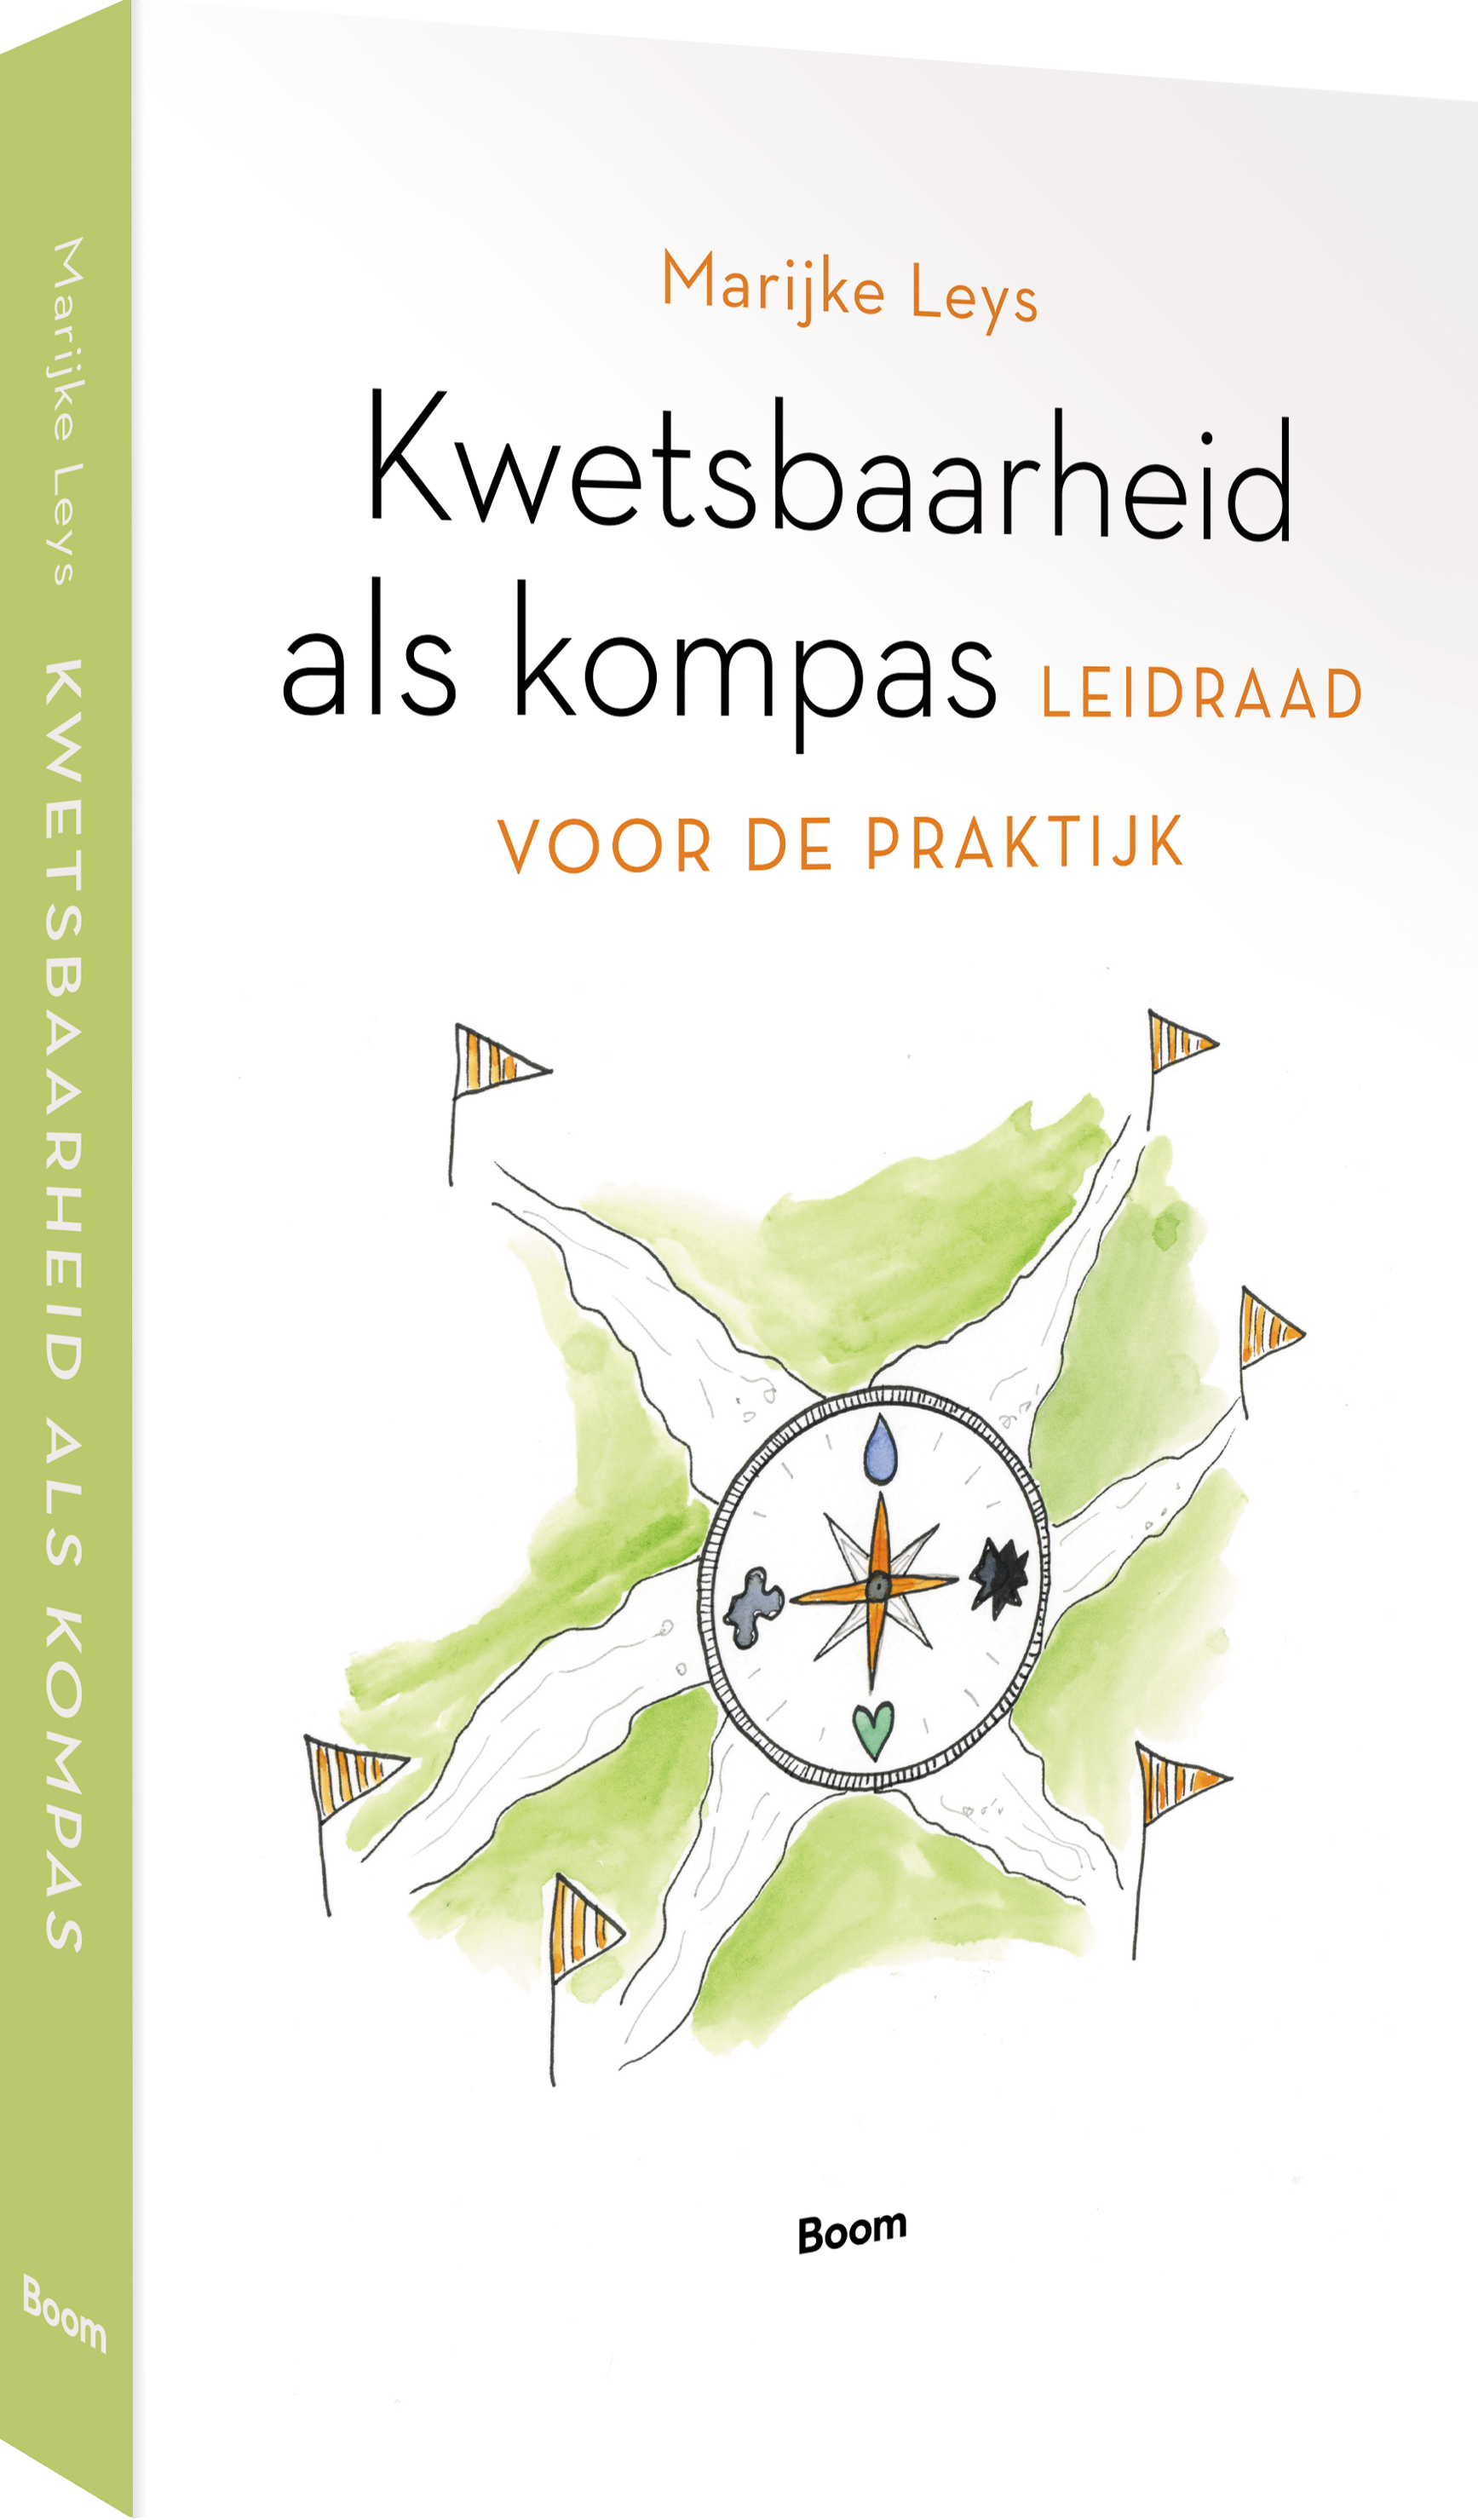 Marijke Leys
Kwetsbaarheid
als kompas LEIDRAAD
VOOR DE PRAKTIJK
Boom
Marijke Leys KWETSBAARHEID ALS KOMPAS
Boom